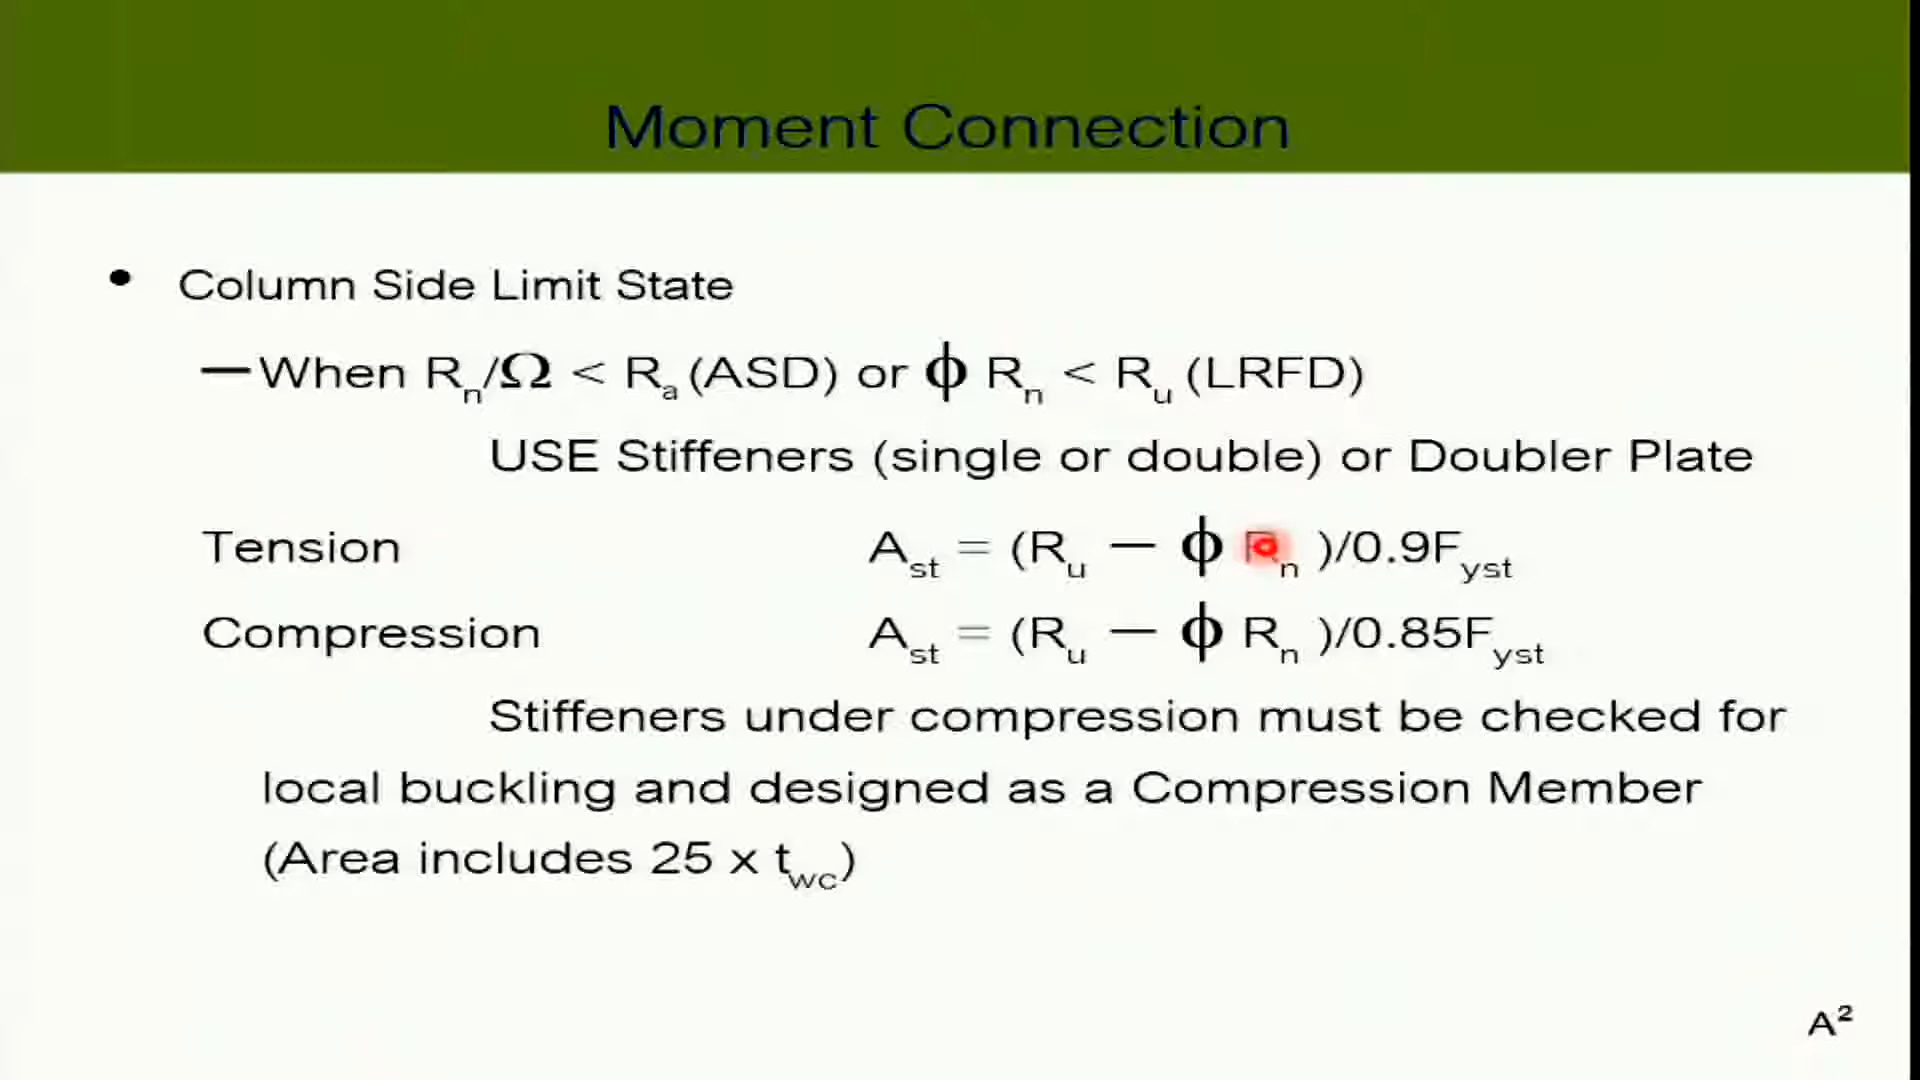 Moment Connection
• Column Side Limit State
— When Rₙ/Ω < Rₐ (ASD) or ϕ Rₙ < Rᵤ (LRFD)
USE Stiffeners (single or double) or Doubler Plate
Tension Aₛₜ = (Rᵤ — ϕ Rₙ )/0.9Fyst
Compression Aₛₜ = (Rᵤ — ϕ Rₙ )/0.85Fyst
Stiffeners under compression must be checked for
local buckling and designed as a Compression Member
(Area includes 25 x twc)
A²